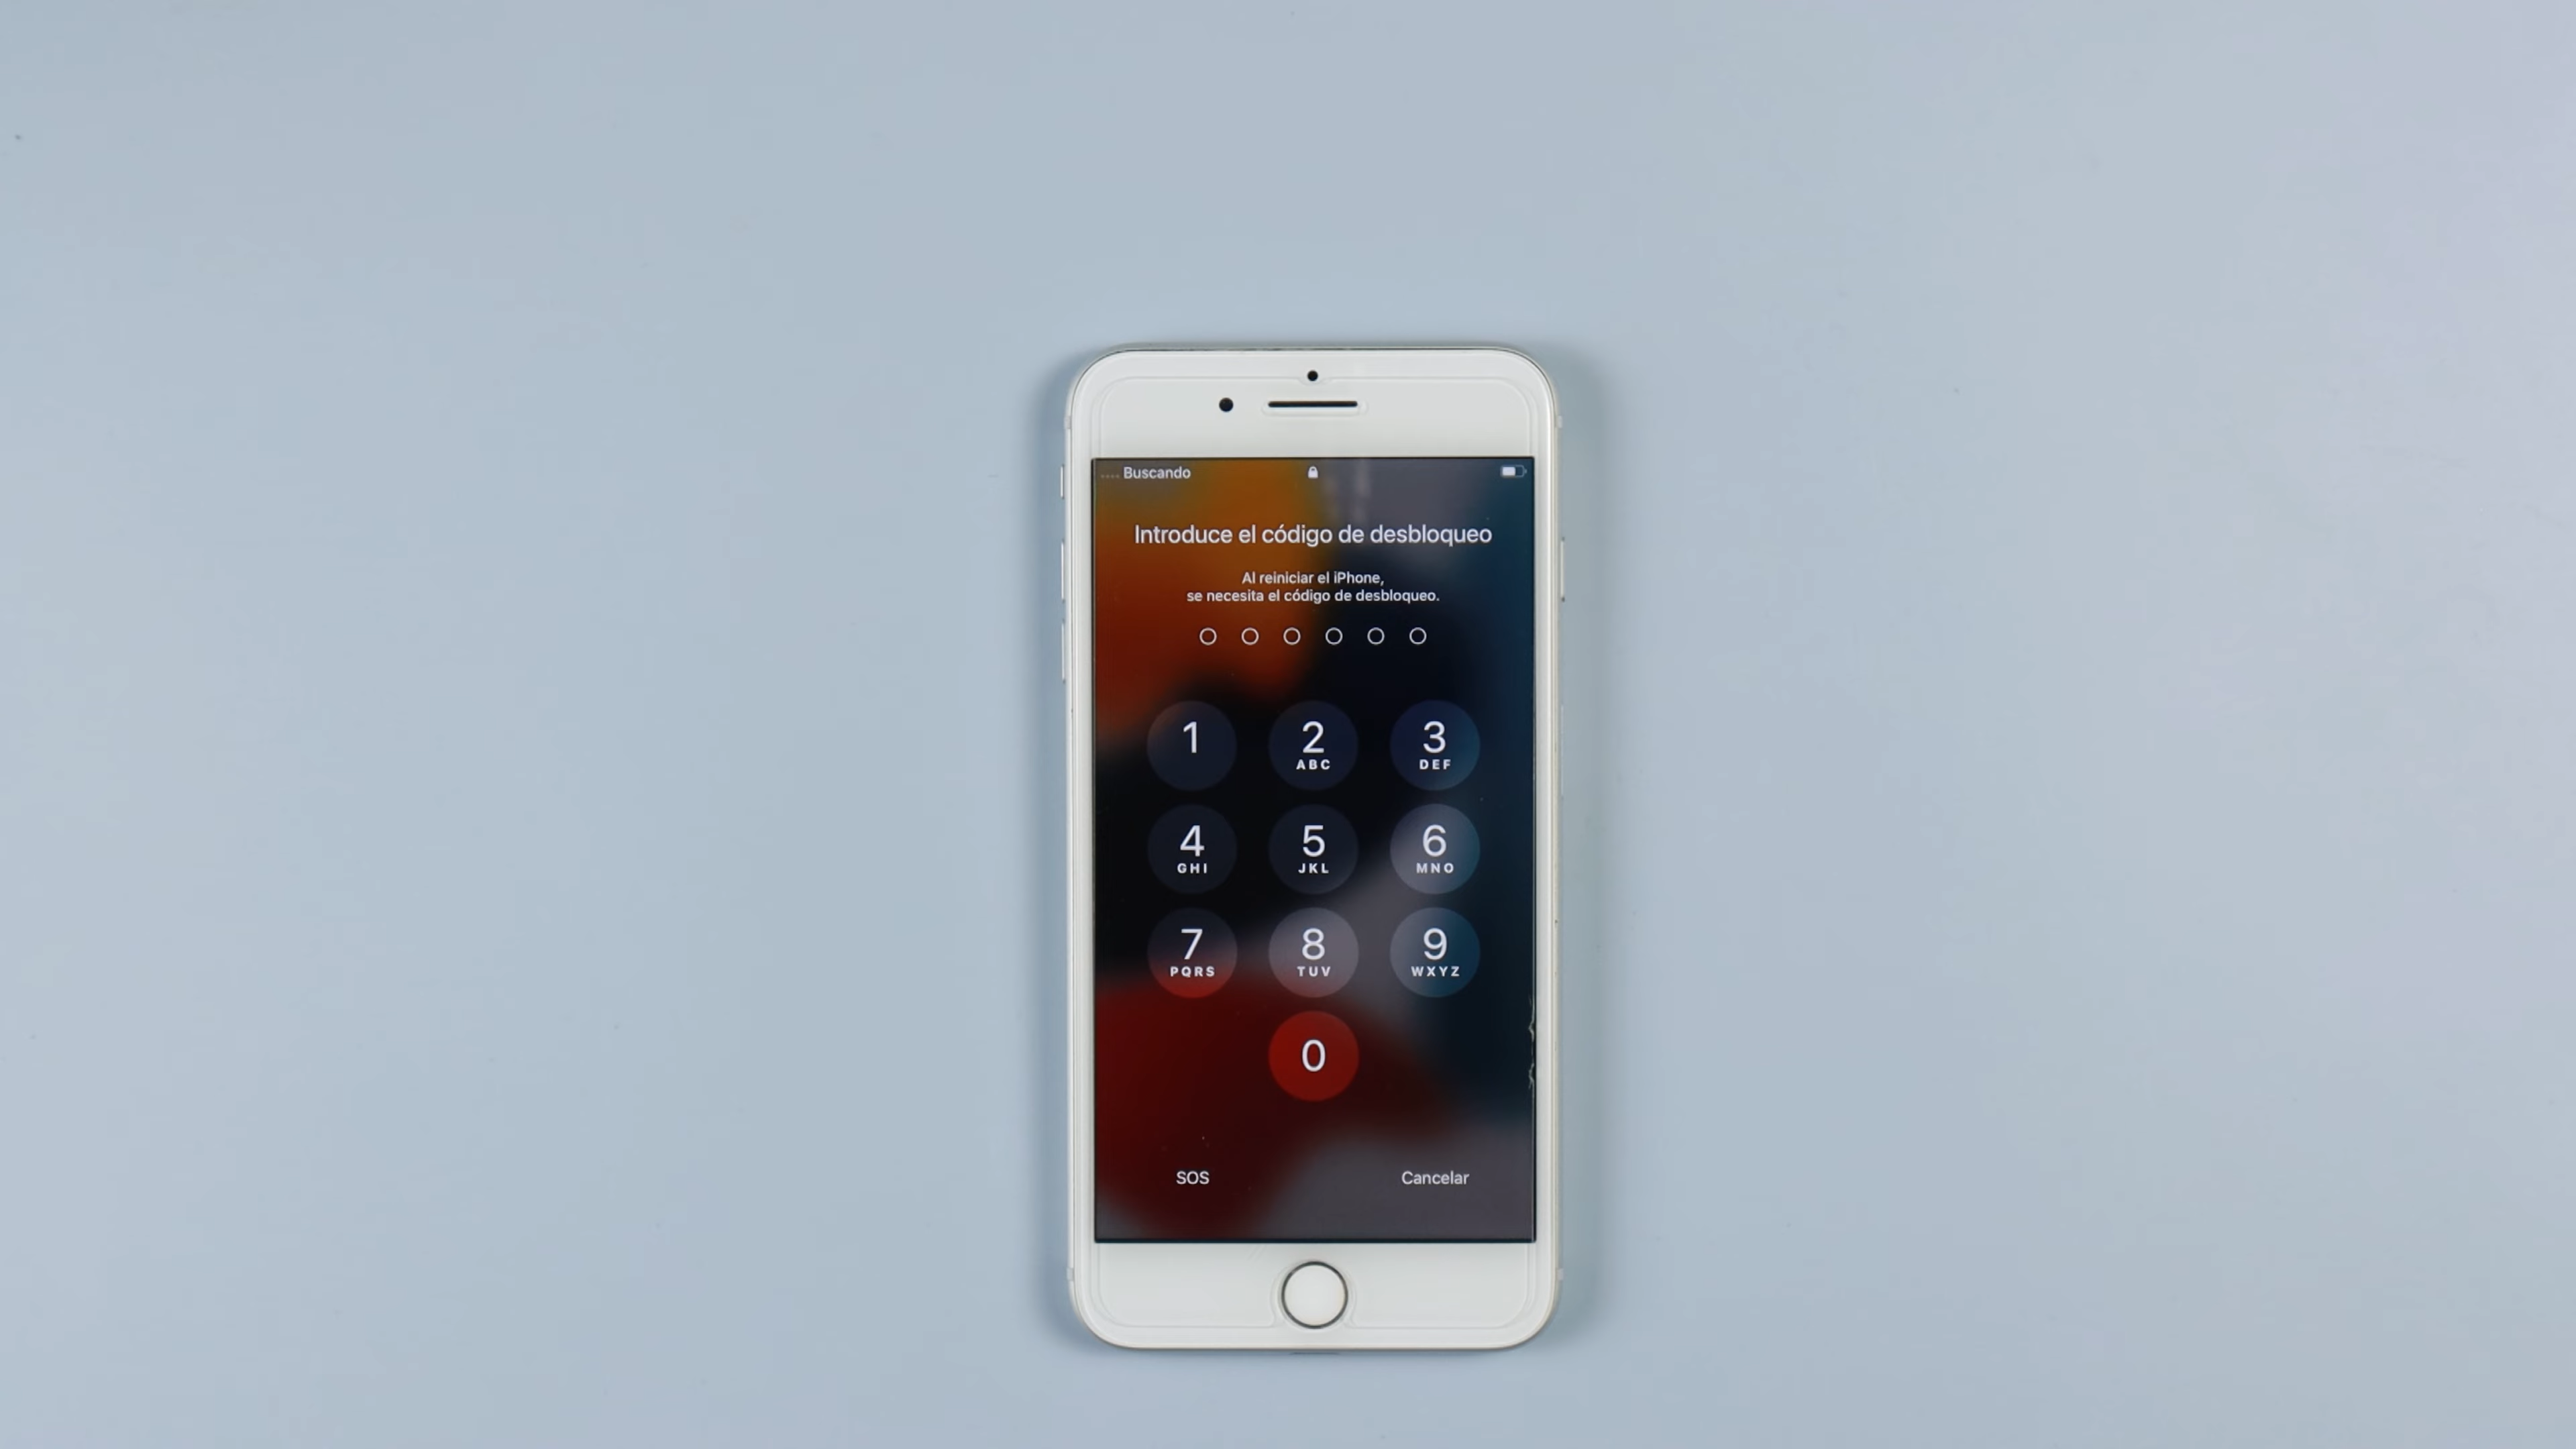 Buscando
Introduce el código de desbloqueo
Al reiniciar el iPhone,
se necesita el código de desbloqueo.
1 2 3
ABC DEF
4 5 6
GHI JKL MNO
7 8 9
PQRS TUV WXYZ
0
SOS Cancelar